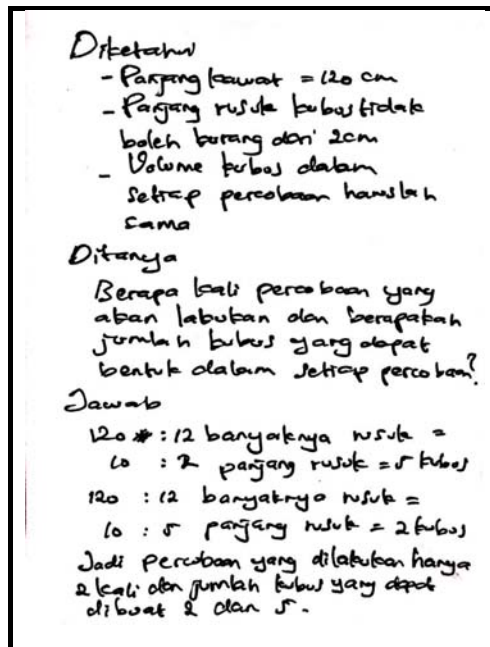 Diketahui
- Panjang kawat = 120 cm
- Panjang rusuk kubus tidak
boleh kurang dari 2cm
- Volume kubus dalam
setiap percobaan haruslah
sama
Ditanya
Berapa kali percobaan yang
akan lakukan dan berapakah
jumlah kubus yang dapat
bentuk dalam setiap percobaan?
Jawab
120 : 12 banyaknya rusuk =
10 : 2 panjang rusuk = 5 kubus
120 : 12 banyaknya rusuk =
10 : 5 panjang rusuk = 2 kubus
Jadi percobaan yang dilakukan hanya
2 kali dan jumlah kubus yang dapat
dibuat 2 dan 5.